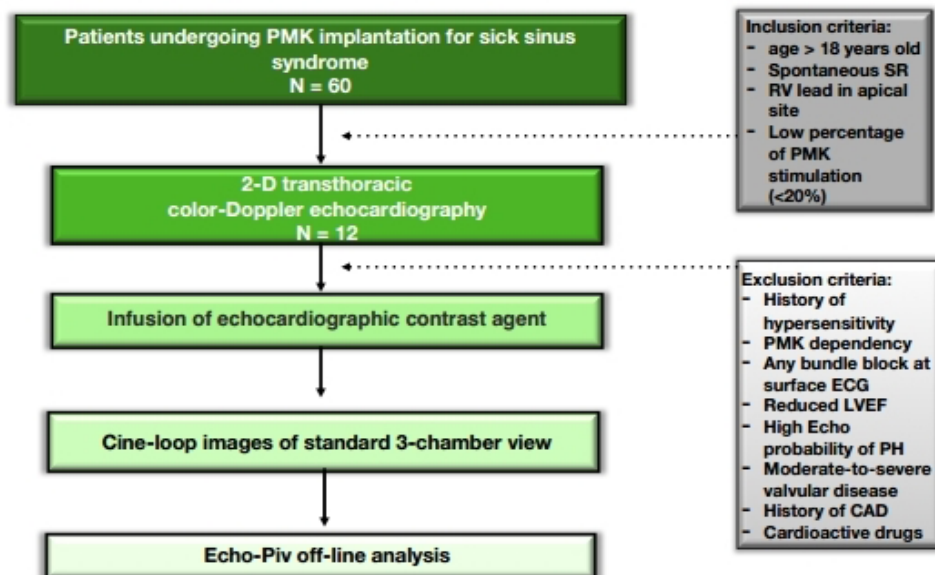 Patients undergoing PMK implantation for sick sinus
syndrome
N = 60
Inclusion criteria:
- age > 18 years old
- Spontaneous SR
- RV lead in apical
site
- Low percentage
of PMK
stimulation
(<20%)
2-D transthoracic
color-Doppler echocardiography
N = 12
Exclusion criteria:
- History of
hypersensitivity
- PMK dependency
- Any bundle block at
surface ECG
- Reduced LVEF
- High Echo
probability of PH
- Moderate-to-severe
valvular disease
- History of CAD
- Cardioactive drugs
Infusion of echocardiographic contrast agent
Cine-loop images of standard 3-chamber view
Echo-Piv off-line analysis